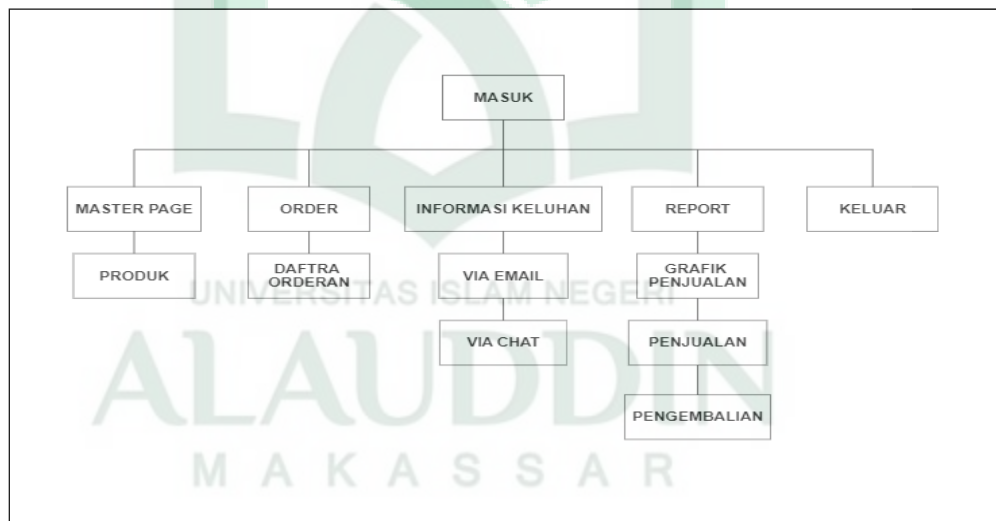 MASUK
MASTER PAGE
ORDER
INFORMASI KELUHAN
REPORT
KELUAR
PRODUK
DAFTRA
ORDERAN
VIA EMAIL
GRAFIK
PENJUALAN
VIA CHAT
PENJUALAN
PENGEMBALIAN
UNIVERSITAS ISLAM NEGERI
ALAUDDIN
MAKASSAR